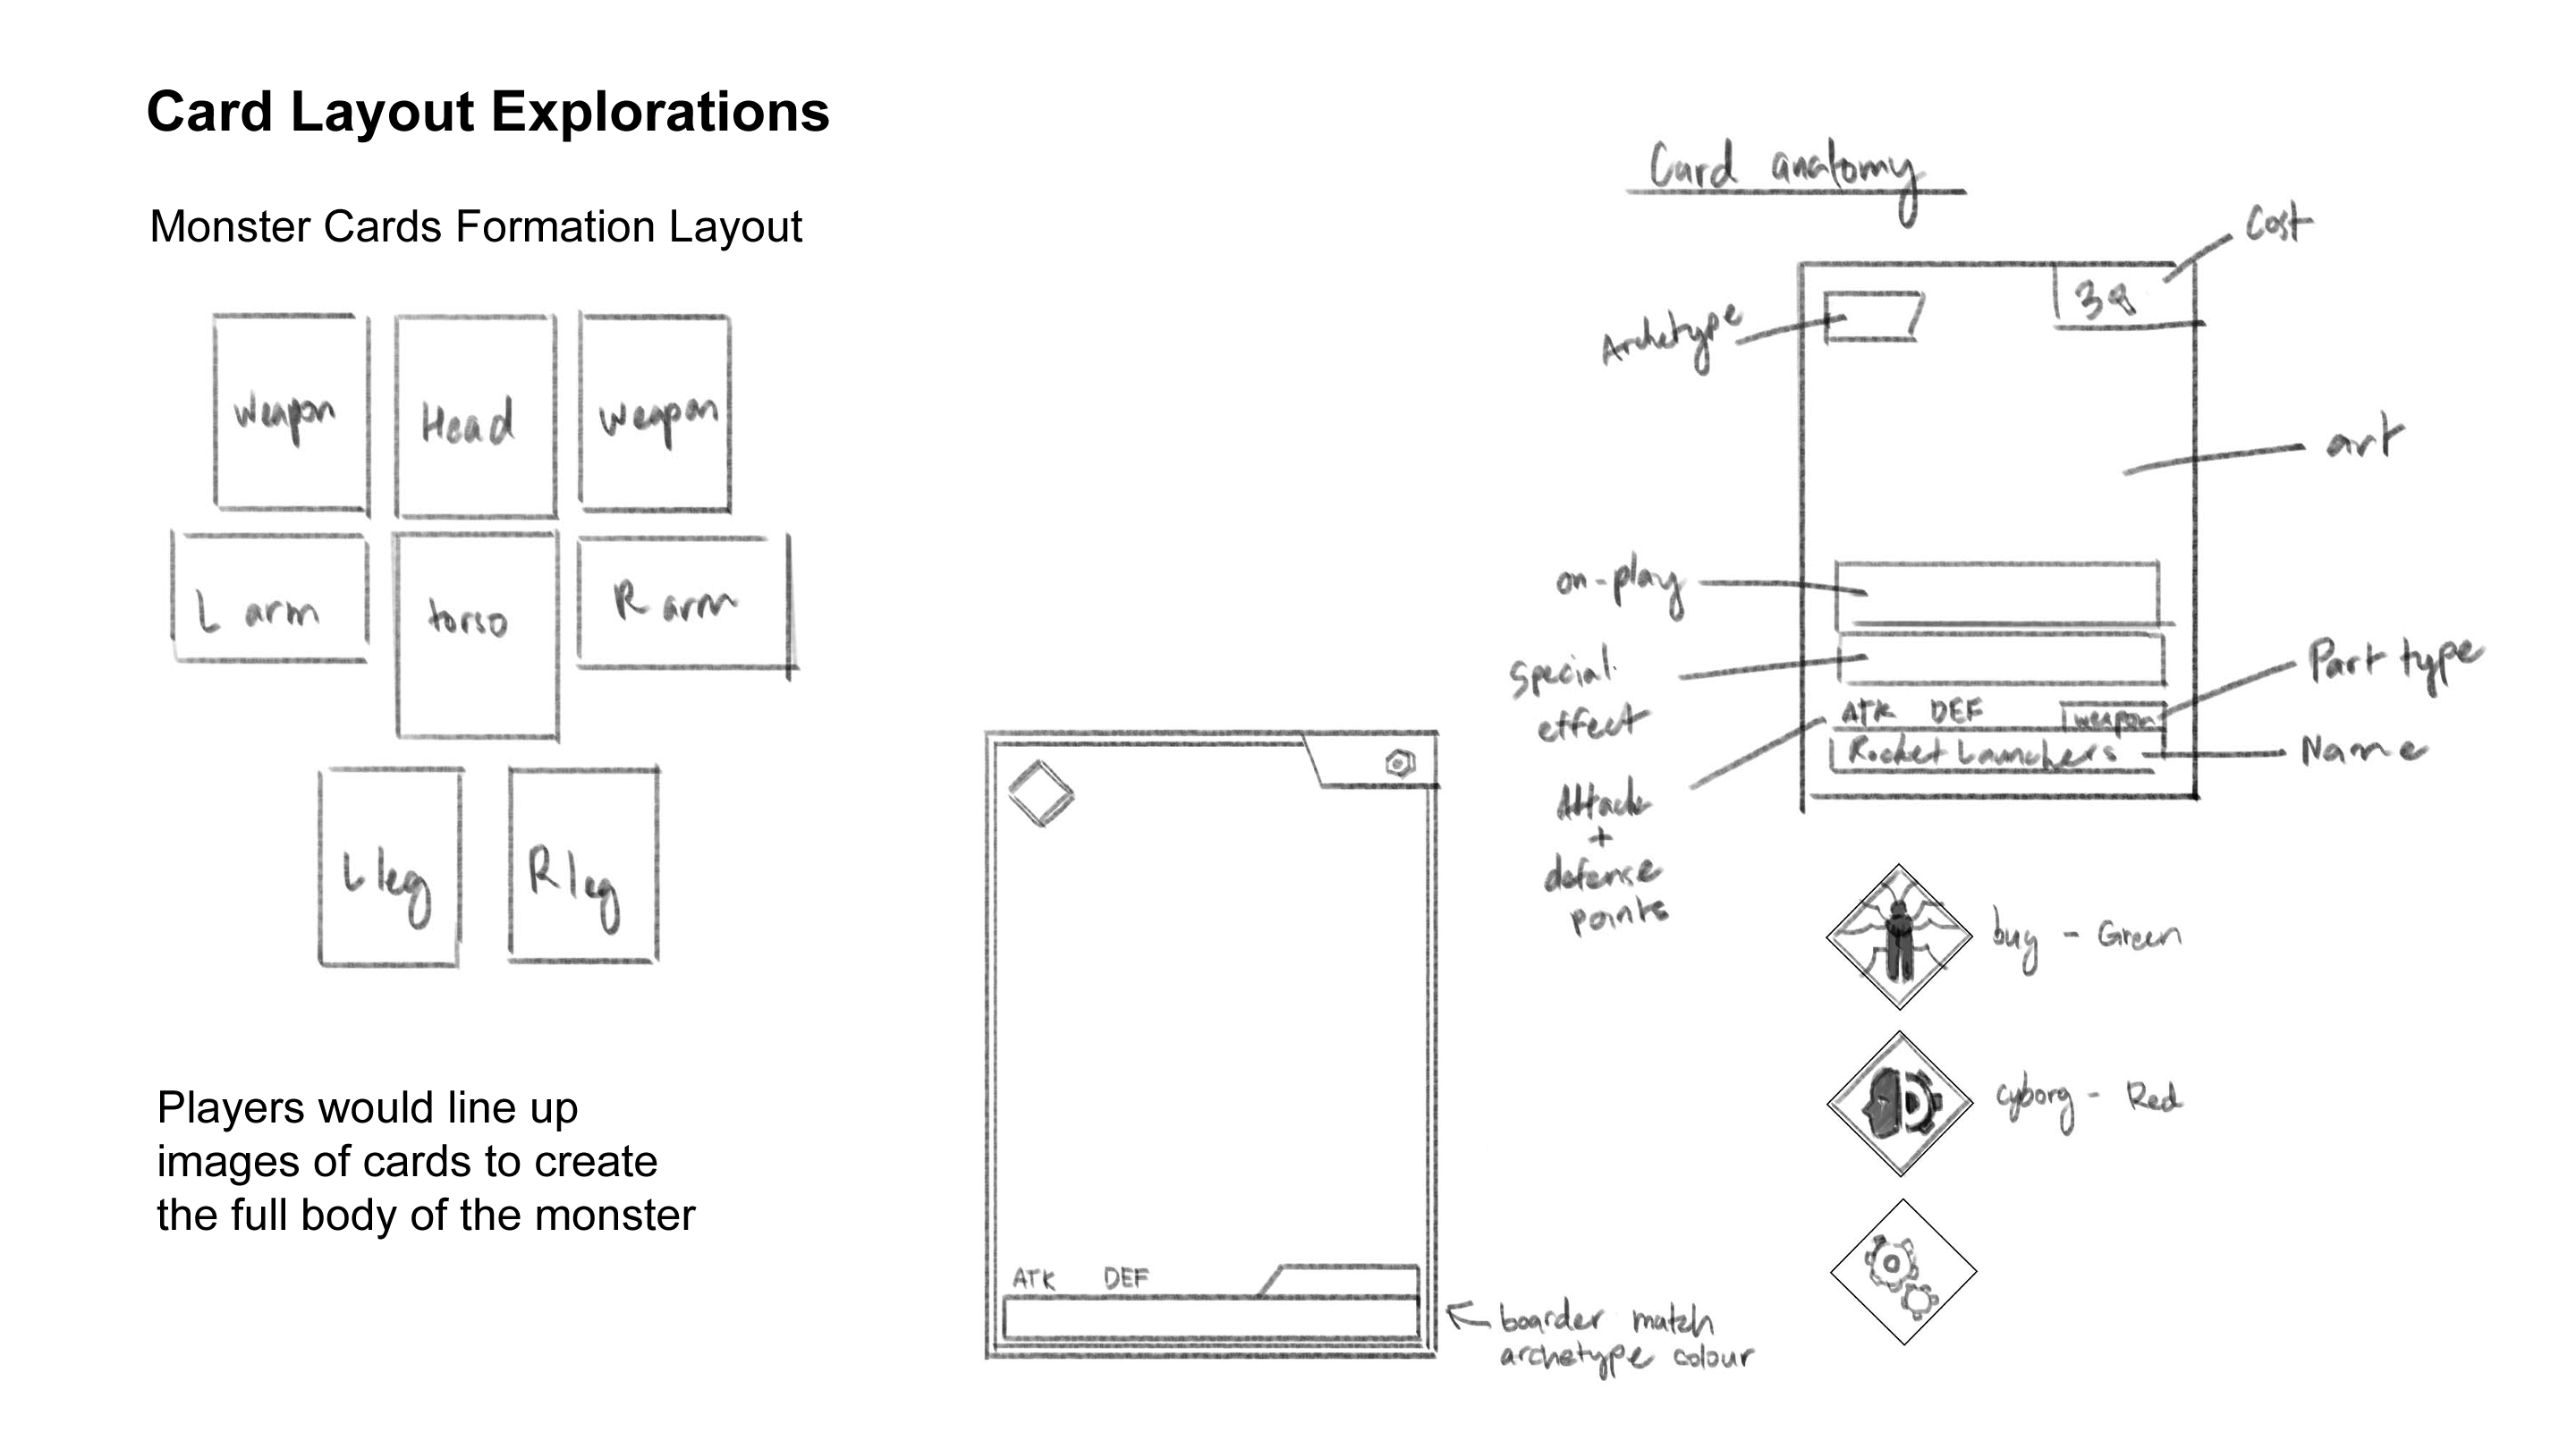 Card Layout Explorations
Monster Cards Formation Layout
Weapon
Head
Weapon
L arm
torso
R arm
L leg
R leg
Players would line up
images of cards to create
the full body of the monster
ATK DEF
boarder match
archetype colour
Card anatomy
Cost
3
Archetype
art
on-play
Special
effect
Part type
ATK DEF
weapon
Rocket Launchers
Name
Attack
+
defense
points
bug - Green
cyborg - Red